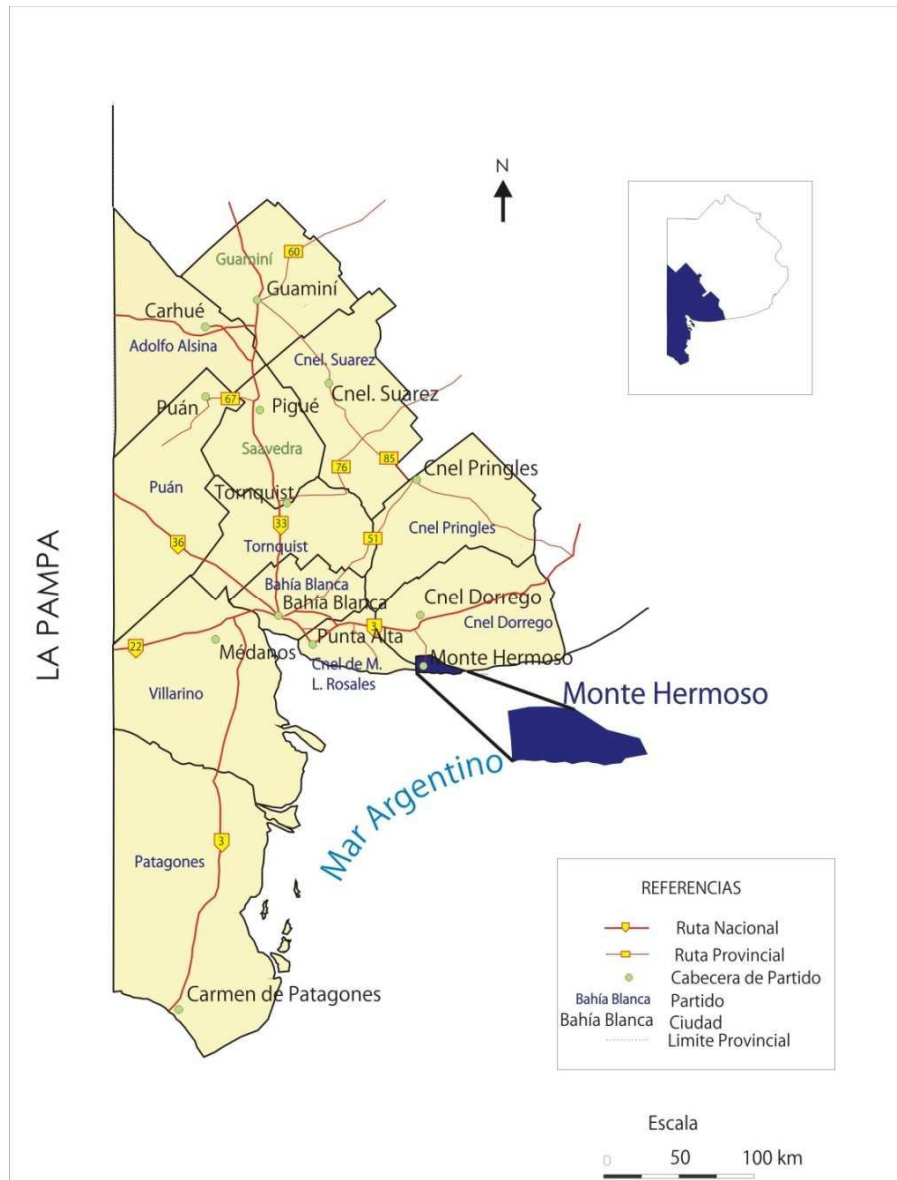 N
60
Guaminí
Guaminí
Carhué
Adolfo Alsina
Cnel. Suarez
Cnel. Suarez
Puán
67
Pigué
Saavedra
76
85
Cnel Pringles
Puán
Tornquist
33
51
Cnel Pringles
36
Tornquist
LA PAMPA
Bahía Blanca
Bahía Blanca
Cnel Dorrego
3
Cnel Dorrego
22
Médanos
Punta Alta
Cnel de M.
L. Rosales
Monte Hermoso
Villarino
Monte Hermoso
Mar Argentino
3
Patagones
Carmen de Patagones
REFERENCIAS
Ruta Nacional
Ruta Provincial
Cabecera de Partido
Bahía Blanca Partido
Bahía Blanca Ciudad
Limite Provincial
Escala
0 50 100 km